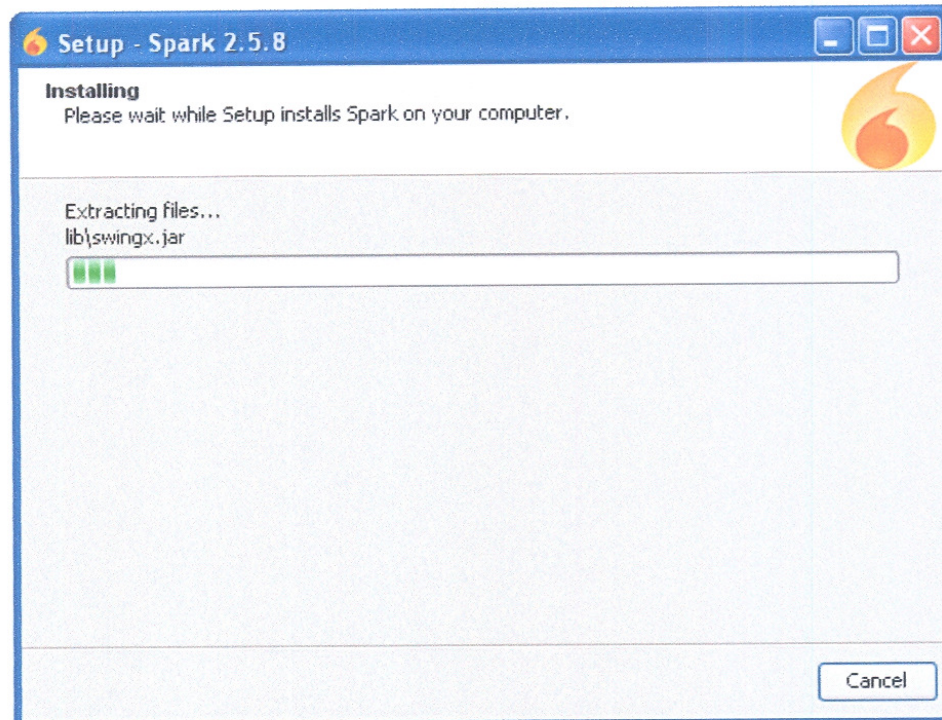 Setup - Spark 2.5.8
Installing
Please wait while Setup installs Spark on your computer.
Extracting files...
lib\swingx.jar
Cancel